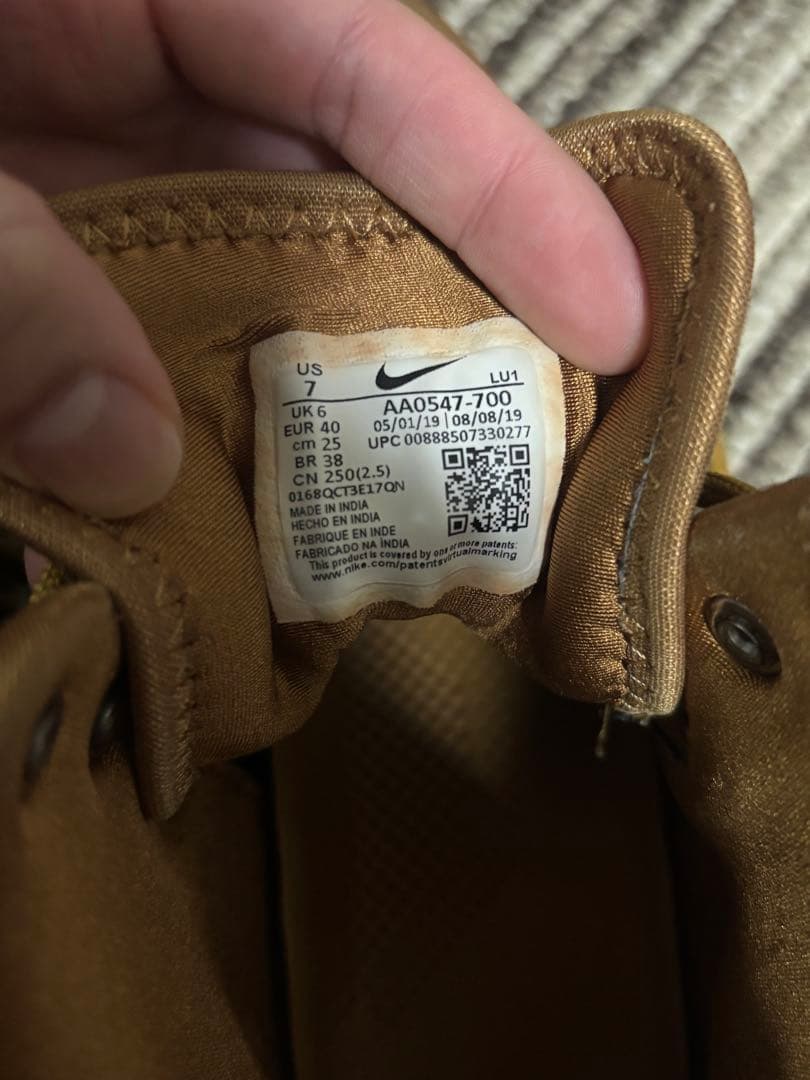 US
7
LU1
UK 6
AA0547-700
EUR 40
05/01/19 | 08/08/19
cm 25
UPC 00888507330277
BR 38
CN 250(2.5)
0168QCT3E17QN
MADE IN INDIA
HECHO EN INDIA
FABRIQUE EN INDE
FABRICADO NA ÍNDIA
This product is covered by one or more patents:
www.nike.com/patentsvirtualmarking